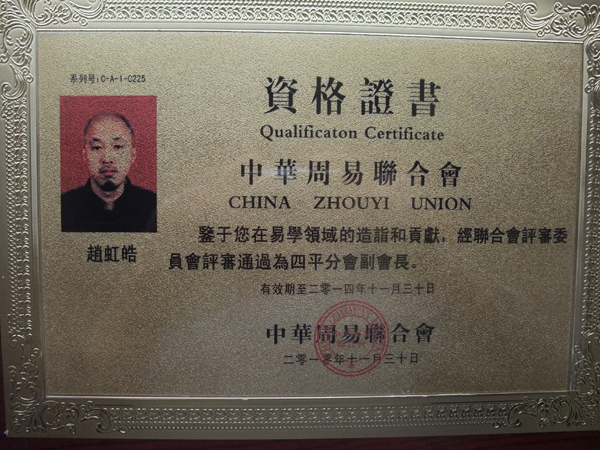 系列号:C-A-1-C225
資格證書
Qualificaton Certificate
中華周易聯合會
CHINA ZHOUYI UNION
趙虹皓
鑒于您在易學領域的造詣和貢獻，經聯合會評審委
員會評審通過為四平分會副會長。
有效期至二零一四年十一月三十日
中華周易聯合會
二零一零年十一月三十日